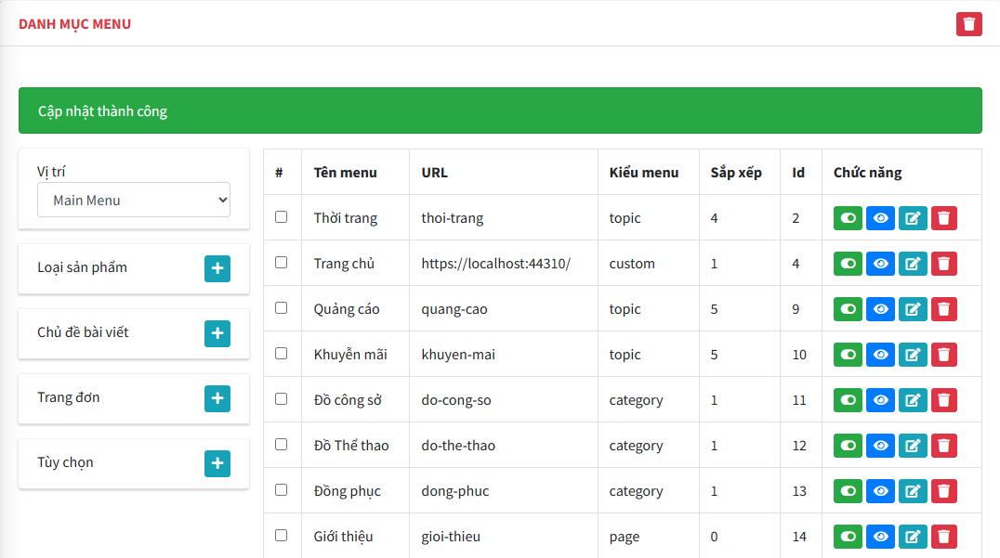 DANH MỤC MENU
Cập nhật thành công
Vị trí
Main Menu
Loại sản phẩm
Chủ đề bài viết
Trang đơn
Tùy chọn
# Tên menu URL Kiểu menu Sắp xếp Id Chức năng
Thời trang thoi-trang topic 4 2
Trang chủ https://localhost:44310/ custom 1 4
Quảng cáo quang-cao topic 5 9
Khuyễn mãi khuyen-mai topic 5 10
Đồ công sở do-cong-so category 1 11
Đồ Thể thao do-the-thao category 1 12
Đồng phục dong-phuc category 1 13
Giới thiệu gioi-thieu page 0 14